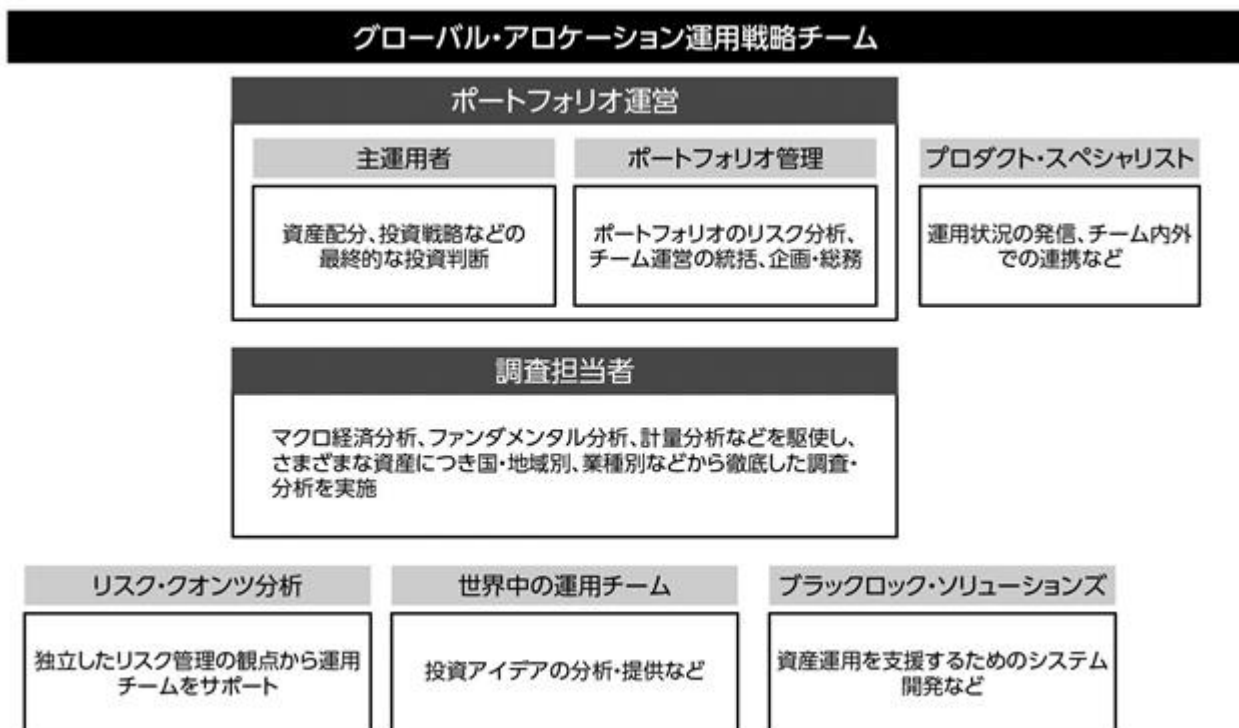 グローバル・アロケーション運用戦略チーム
ポートフォリオ運営
主運用者
資産配分、投資戦略などの
最終的な投資判断
ポートフォリオ管理
ポートフォリオのリスク分析、
チーム運営の統括、企画・総務
プロダクト・スペシャリスト
運用状況の発信、チーム内外
での連携など
調査担当者
マクロ経済分析、ファンダメンタル分析、計量分析などを駆使し、
さまざまな資産につき国・地域別、業種別などから徹底した調査・
分析を実施
リスク・クオンツ分析
独立したリスク管理の観点から運用
チームをサポート
世界中の運用チーム
投資アイデアの分析・提供など
ブラックロック・ソリューションズ
資産運用を支援するためのシステム
開発など